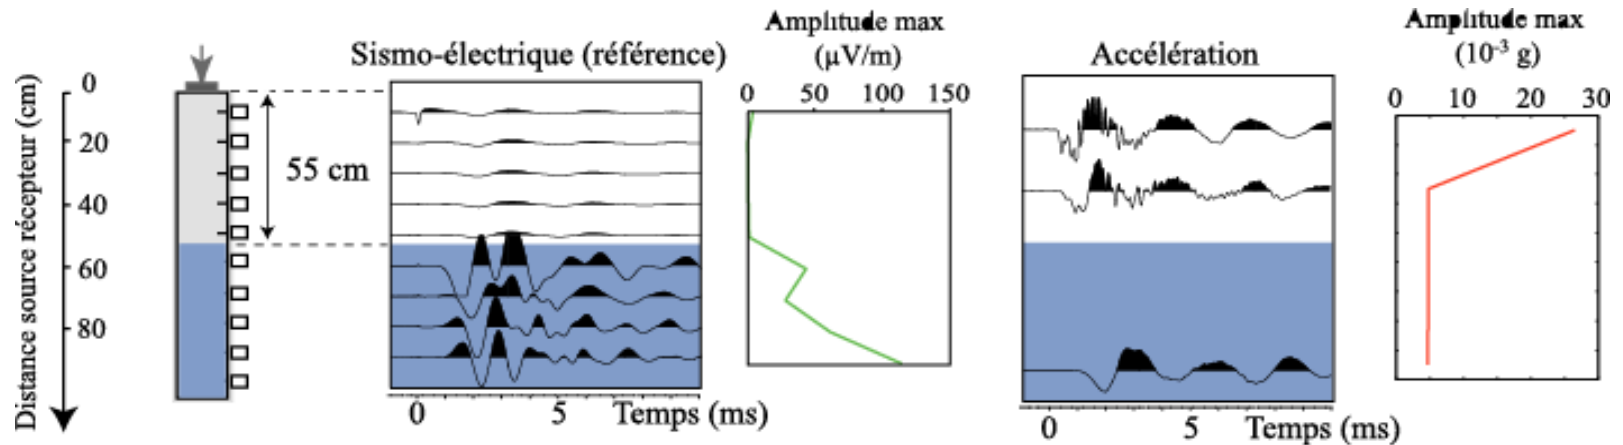 Distance source récepteur (cm)
0
20
40
60
80
55 cm
Sismo-électrique (référence)
0
5
Temps (ms)
Amplitude max
(µV/m)
0
50
100
150
Accélération
0
5
Temps (ms)
Amplitude max
(10⁻³ g)
0
10
20
30